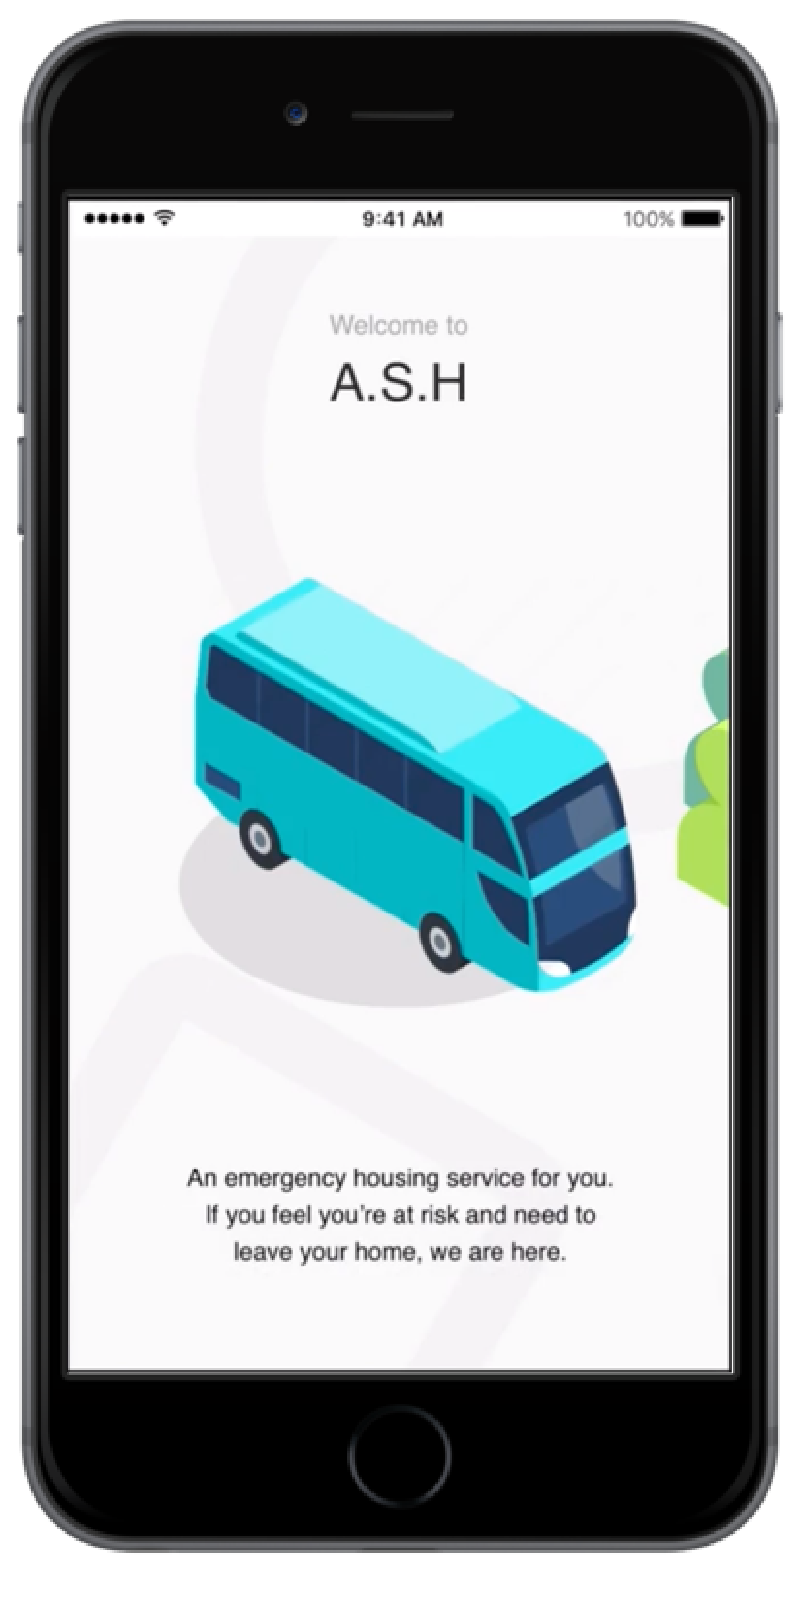 9:41 AM 100%
Welcome to
A.S.H
An emergency housing service for you.
If you feel you're at risk and need to
leave your home, we are here.